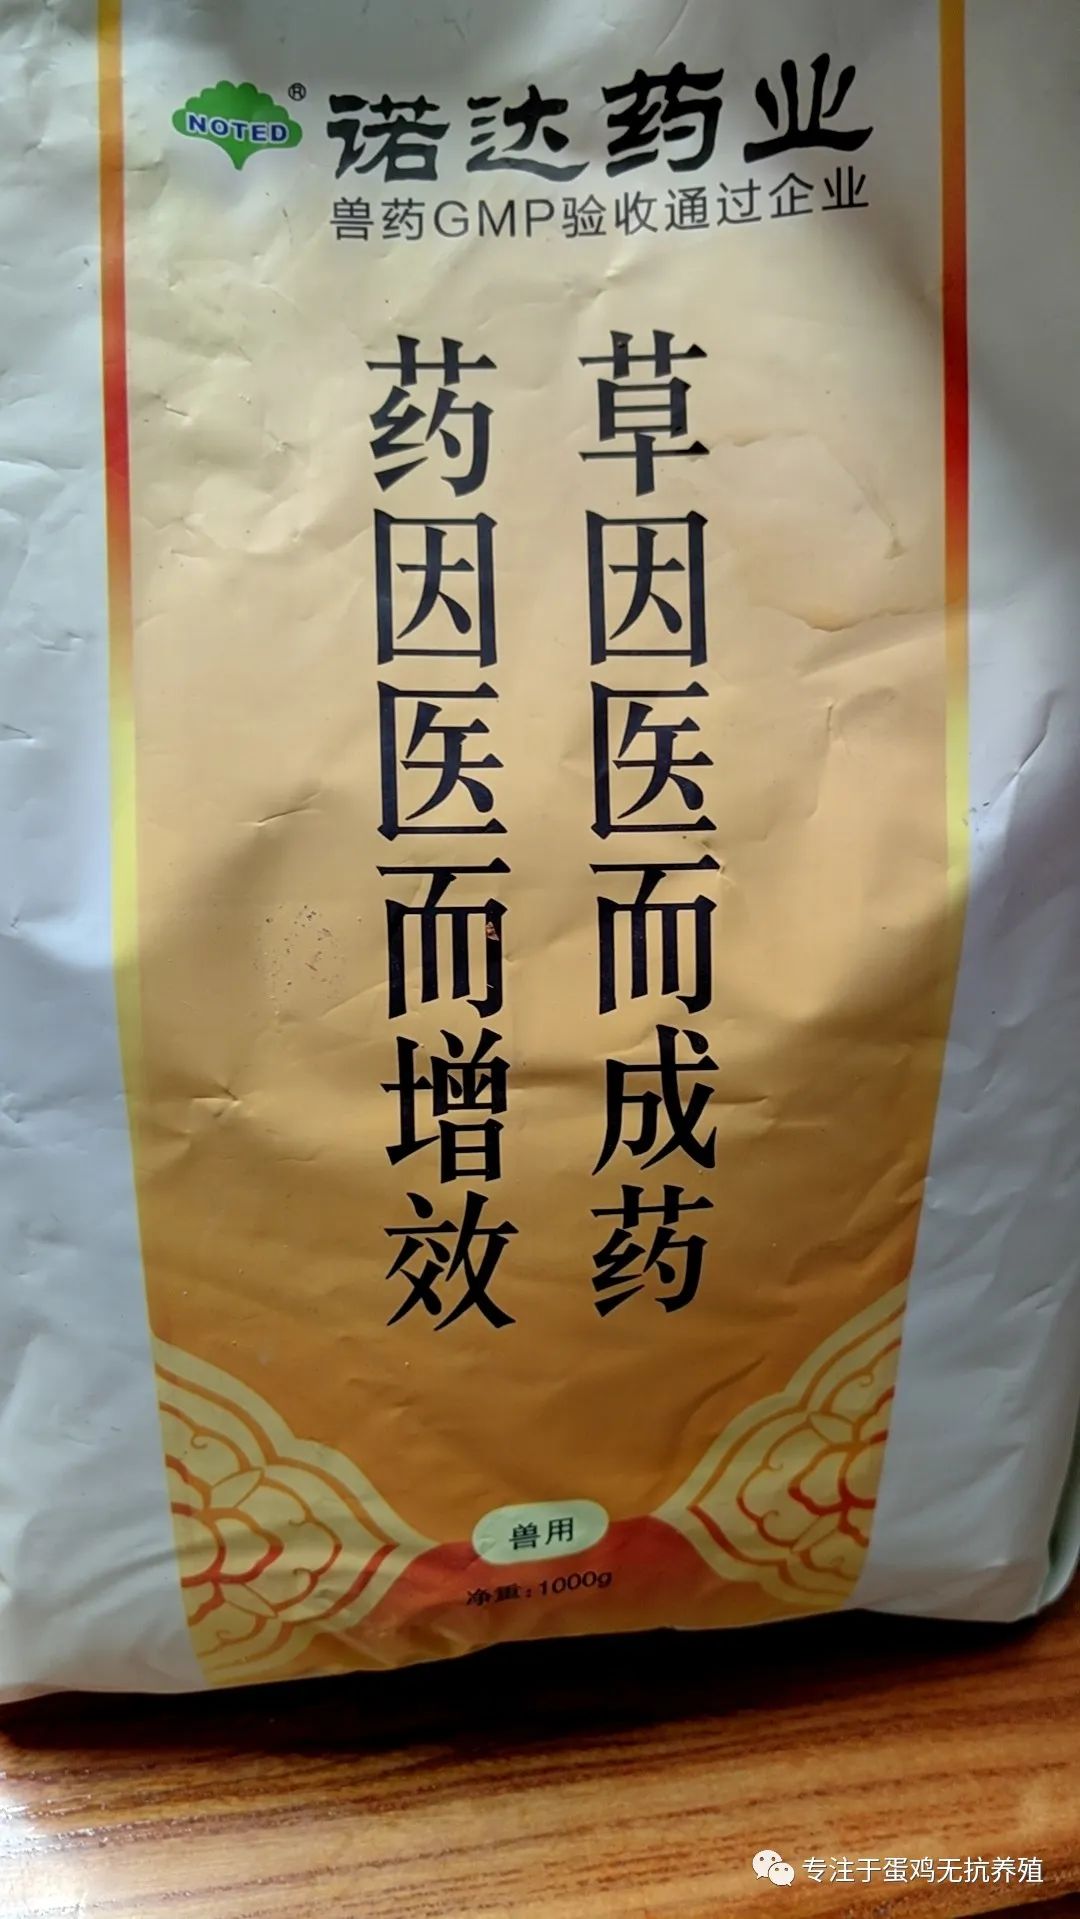 NOTED
®
诺达药业
兽药GMP验收通过企业
草因医而成药
药因医而增效
兽用
净重:1000g
专注于蛋鸡无抗养殖